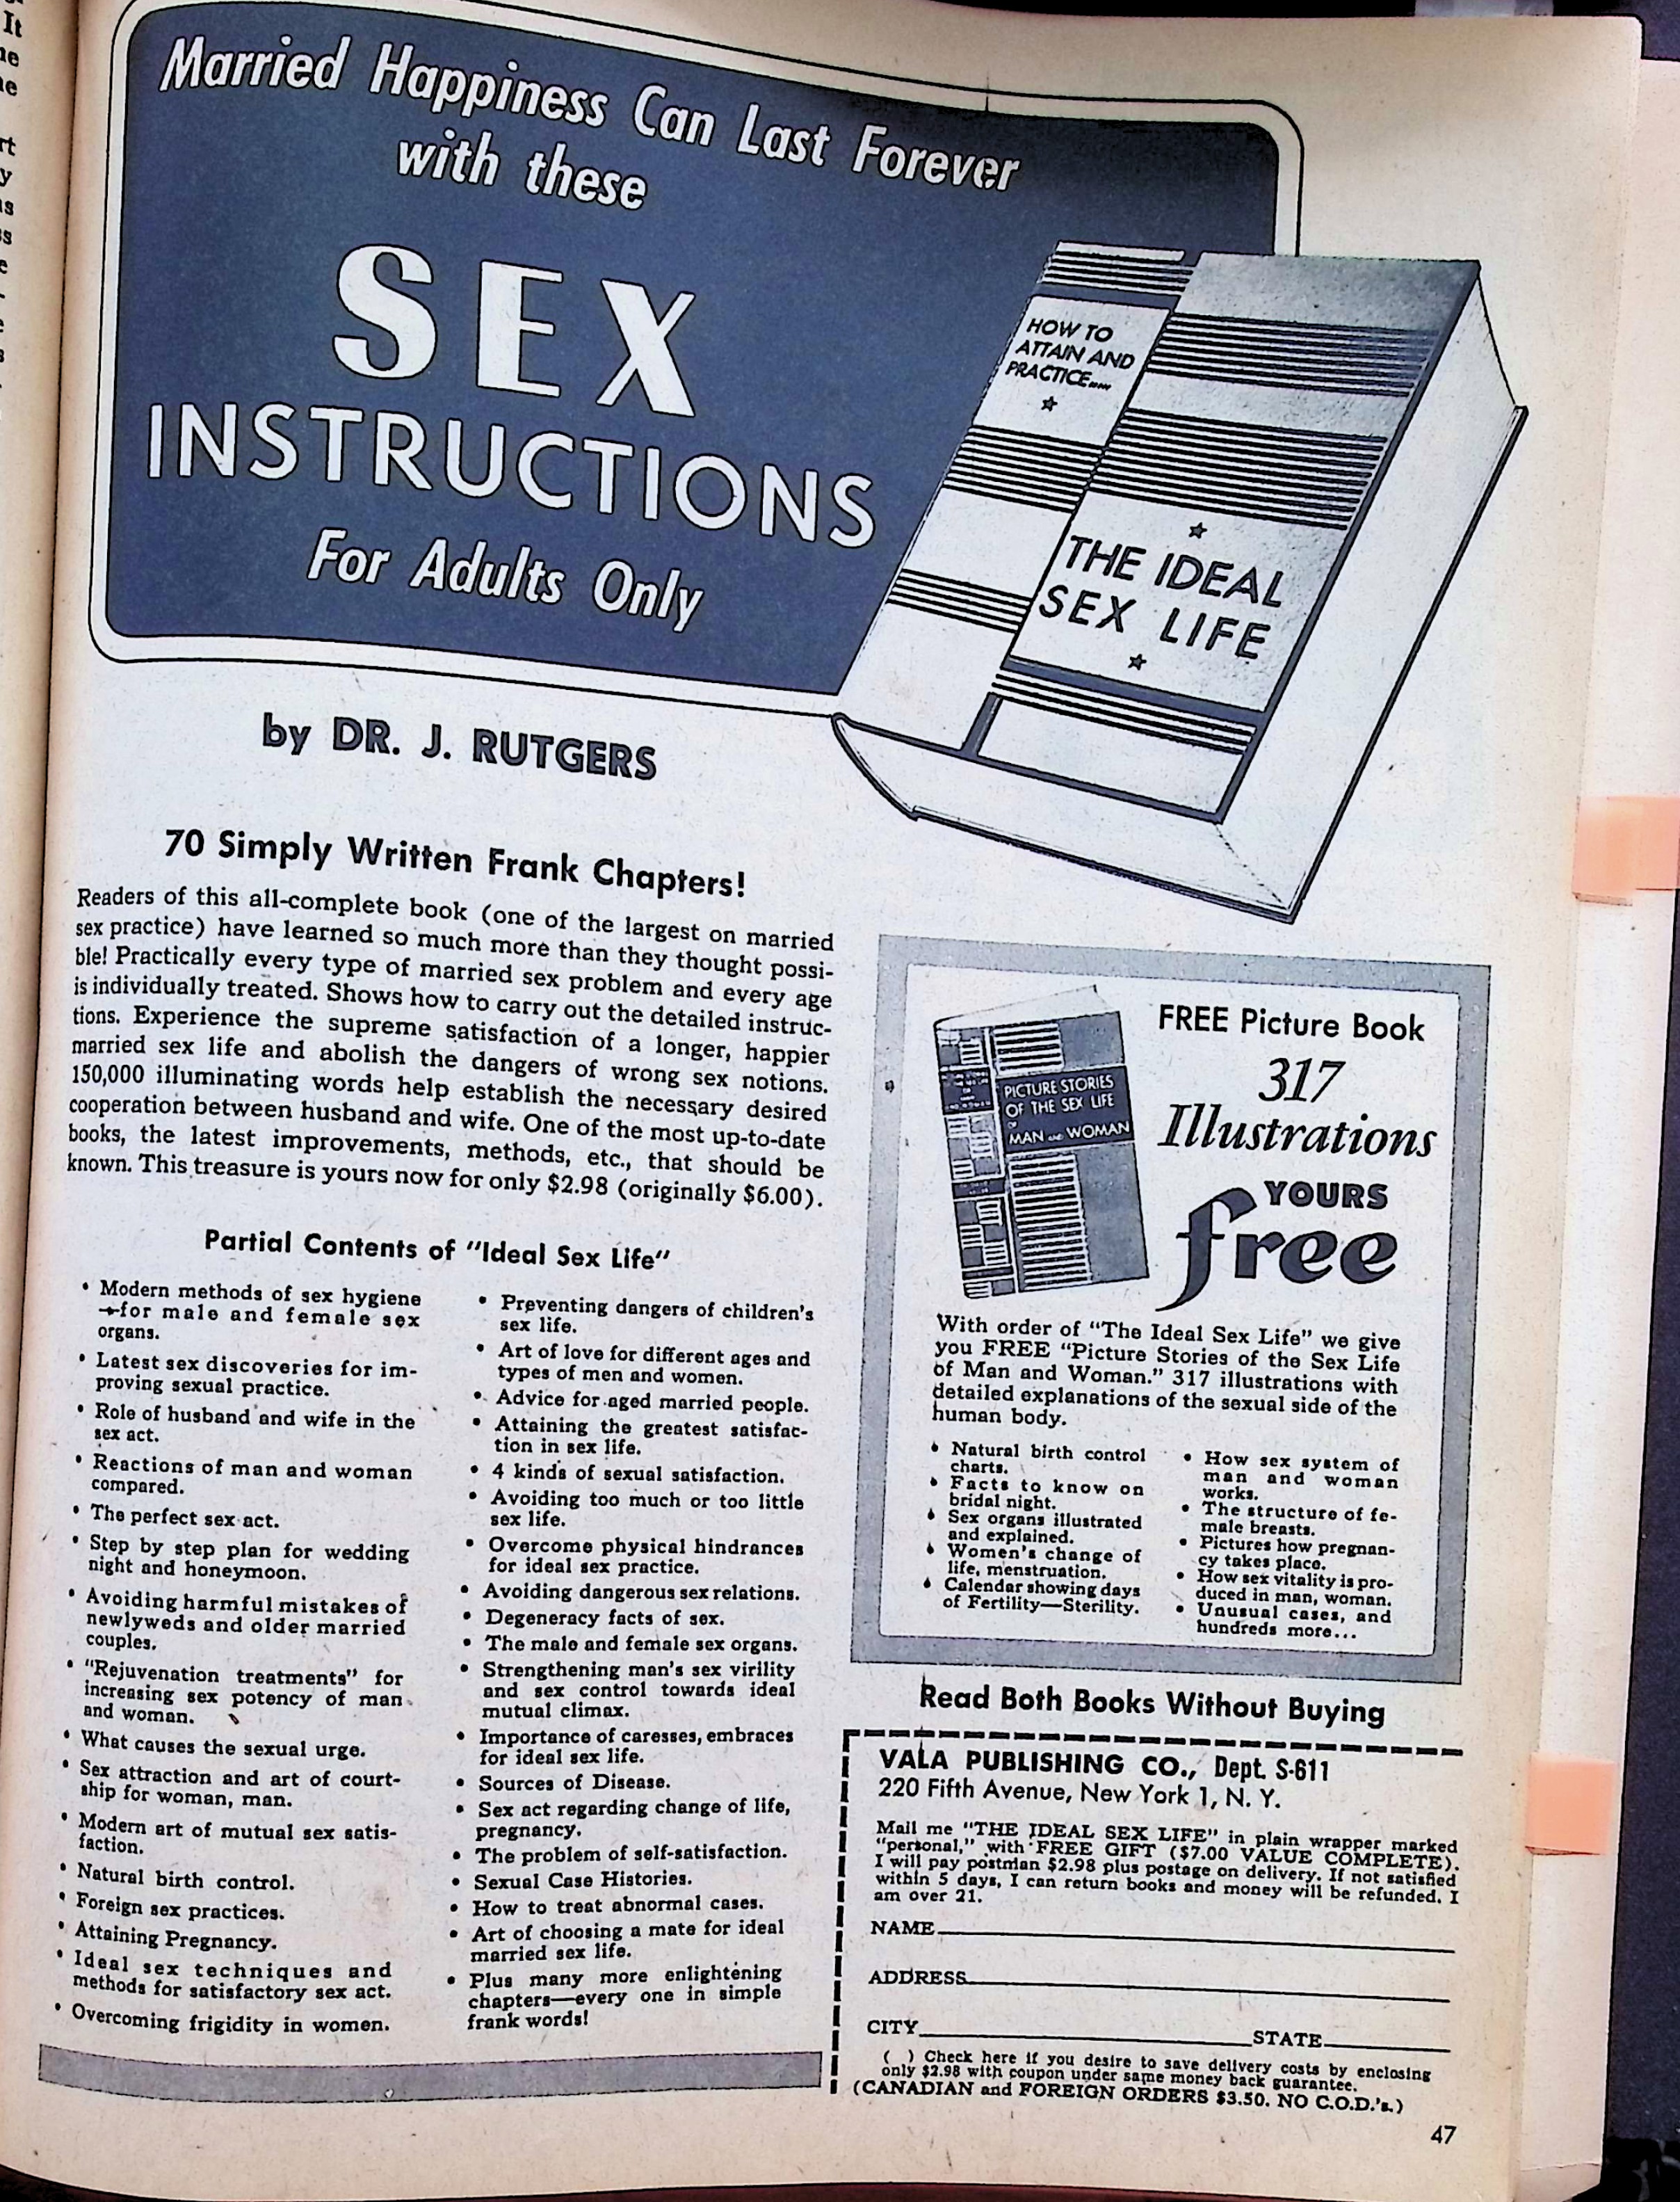 It
Married Happiness Can Last Forever
with these
SEX
INSTRUCTIONS
For Adults Only
HOW TO
ATTAIN AND
PRACTICE....
THE IDEAL
SEX LIFE
by DR. J. RUTGERS
70 Simply Written Frank Chapters!
Readers of this all-complete book (one of the largest on married
sex practice) have learned so much more than they thought possi-
ble! Practically every type of married sex problem and every age
is individually treated. Shows how to carry out the detailed instruc-
tions. Experience the supreme satisfaction of a longer, happier
married sex life and abolish the dangers of wrong sex notions.
150,000 illuminating words help establish the necessary desired
cooperation between husband and wife. One of the most up-to-date
books, the latest improvements, methods, etc., that should be
known. This treasure is yours now for only $2.98 (originally $6.00).
Partial Contents of "Ideal Sex Life"
• Modern methods of sex hygiene
—for male and female sex
organs.
• Latest sex discoveries for im-
proving sexual practice.
• Role of husband and wife in the
sex act.
• Reactions of man and woman
compared.
• The perfect sex act.
• Step by step plan for wedding
night and honeymoon.
• Avoiding harmful mistakes of
newlyweds and older married
couples.
• "Rejuvenation treatments" for
increasing sex potency of man
and woman.
• What causes the sexual urge.
• Sex attraction and art of court-
ship for woman, man.
• Modern art of mutual sex satis-
faction.
• Natural birth control.
• Foreign sex practices.
• Attaining Pregnancy.
• Ideal sex techniques and
methods for satisfactory sex act.
• Overcoming frigidity in women.
• Preventing dangers of children's
sex life.
• Art of love for different ages and
types of men and women.
• Advice for aged married people.
• Attaining the greatest satisfac-
tion in sex life.
• 4 kinds of sexual satisfaction.
• Avoiding too much or too little
sex life.
• Overcome physical hindrances
for ideal sex practice.
• Avoiding dangerous sex relations.
• Degeneracy facts of sex.
• The male and female sex organs.
• Strengthening man's sex virility
and sex control towards ideal
mutual climax.
• Importance of caresses, embraces
for ideal sex life.
• Sources of Disease.
• Sex act regarding change of life,
pregnancy.
• The problem of self-satisfaction.
• Sexual Case Histories.
• How to treat abnormal cases.
• Art of choosing a mate for ideal
married sex life.
• Plus many more enlightening
chapters—every one in simple
frank words!
PICTURE STORIES
OF THE SEX LIFE
OF
MAN and WOMAN
FREE Picture Book
317
Illustrations
YOURS
free
With order of "The Ideal Sex Life" we give
you FREE "Picture Stories of the Sex Life
of Man and Woman." 317 illustrations with
detailed explanations of the sexual side of the
human body.
• Natural birth control
charts.
• Facts to know on
bridal night.
• Sex organs illustrated
and explained.
• Women's change of
life, menstruation.
• Calendar showing days
of Fertility—Sterility.
• How sex system of
man and woman
works.
• The structure of fe-
male breasts.
• Pictures how pregnan-
cy takes place.
• How sex vitality is pro-
duced in man, woman.
• Unusual cases, and
hundreds more...
Read Both Books Without Buying
VALA PUBLISHING CO., Dept. S-611
220 Fifth Avenue, New York 1, N. Y.
Mail me "THE IDEAL SEX LIFE" in plain wrapper marked
"personal," with FREE GIFT ($7.00 VALUE COMPLETE).
I will pay postman $2.98 plus postage on delivery. If not satisfied
within 5 days, I can return books and money will be refunded. I
am over 21.
NAME
ADDRESS
CITY STATE
( ) Check here if you desire to save delivery costs by enclosing
only $2.98 with coupon under same money back guarantee.
(CANADIAN and FOREIGN ORDERS $3.50. NO C.O.D.'s.)
47